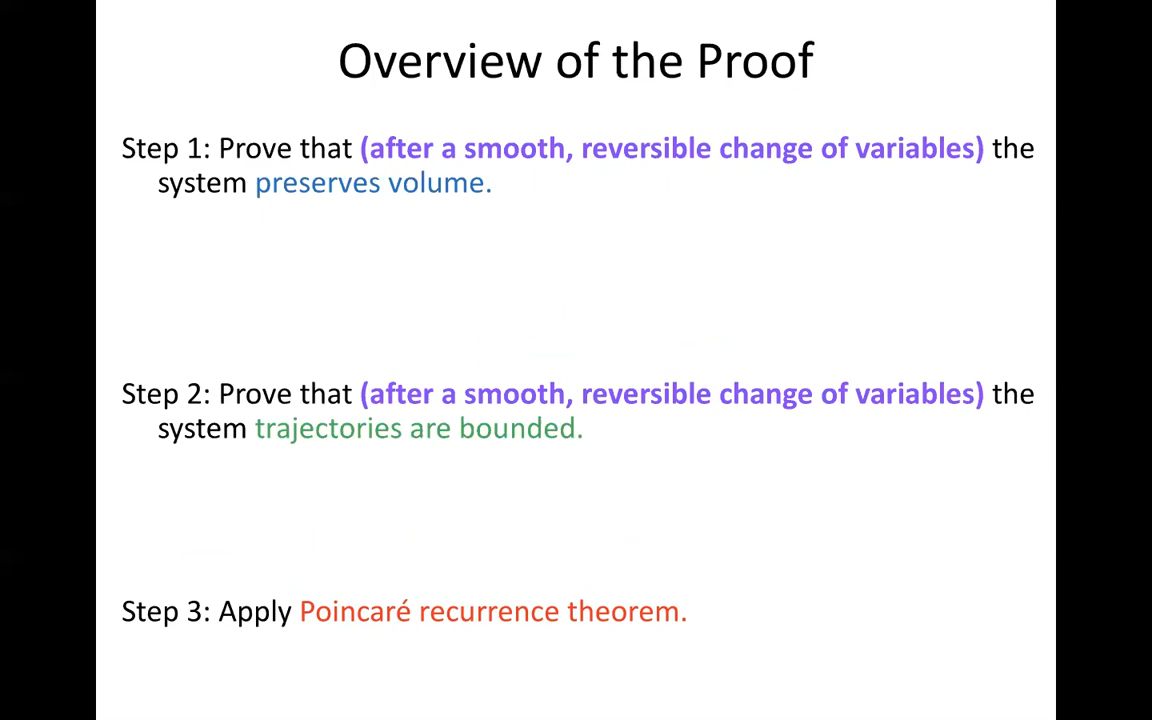 Overview of the Proof
Step 1: Prove that (after a smooth, reversible change of variables) the
system preserves volume.
Step 2: Prove that (after a smooth, reversible change of variables) the
system trajectories are bounded.
Step 3: Apply Poincaré recurrence theorem.